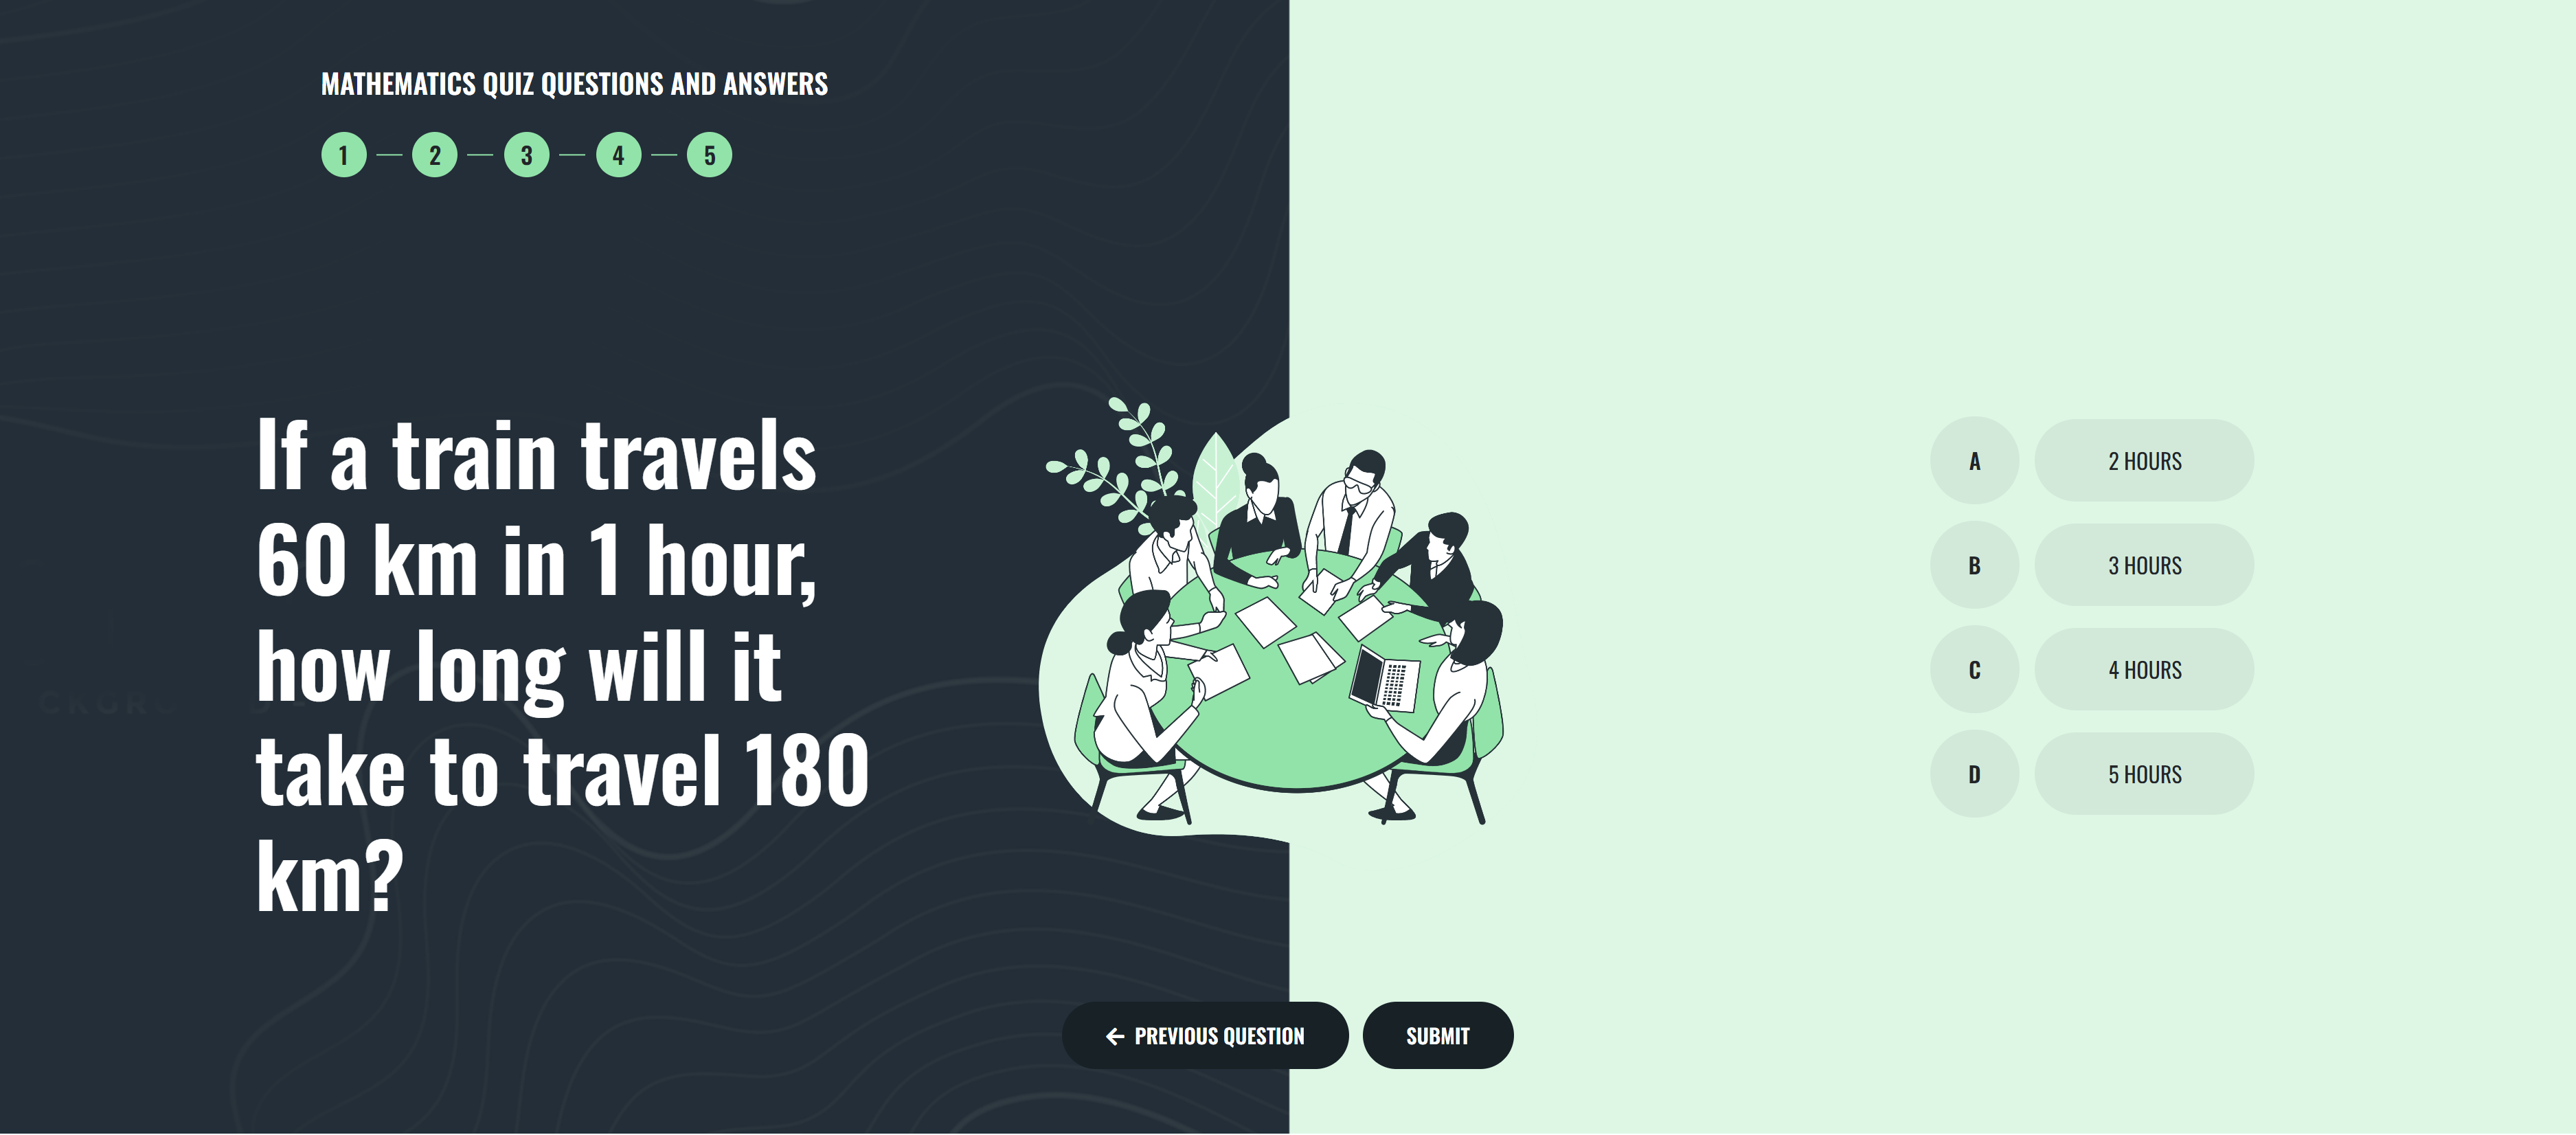 MATHEMATICS QUIZ QUESTIONS AND ANSWERS
1 2 3 4 5
If a train travels
60 km in 1 hour,
how long will it
take to travel 180
km?
A 2 HOURS
B 3 HOURS
C 4 HOURS
D 5 HOURS
PREVIOUS QUESTION
SUBMIT